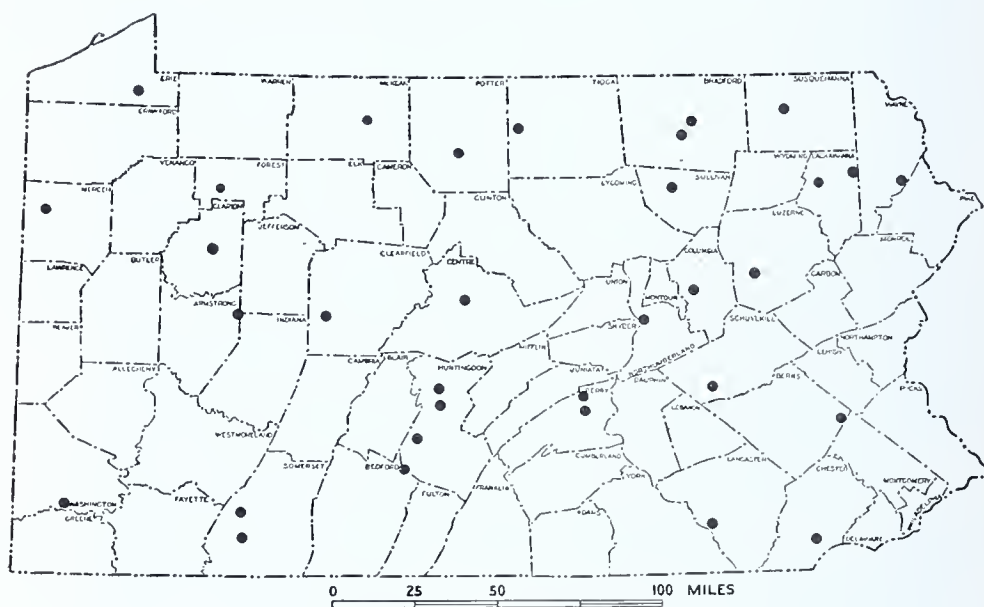 ERIE WARREN McKEAN POTTER TIOGA BRADFORD SUSQUEHANNA
CRAWFORD WAYNE
VENANGO FOREST ELK CAMERON WYOMING LACKAWANNA
MERCER LYCOMING SULLIVAN
CLARION CLINTON PIKE
JEFFERSON LUZERNE
LAWRENCE BUTLER CLEARFIELD CENTRE COLUMBIA MONROE
ARMSTRONG UNION CARBON
BEAVER INDIANA MONTOUR SCHUYLKILL
SNYDER NORTHAMPTON
ALLEGHENY CAMBRIA BLAIR MIFFLIN NORTHUMBERLAND LEHIGH
HUNTINGDON JUNIATA DAUPHIN BERKS
PERRY BUCKS
WESTMORELAND LEBANON
SOMERSET BEDFORD CUMBERLAND LANCASTER CHESTER
WASHINGTON FAYETTE FULTON FRANKLIN YORK MONTGOMERY
GREENE ADAMS DELAWARE
0 25 50 100 MILES